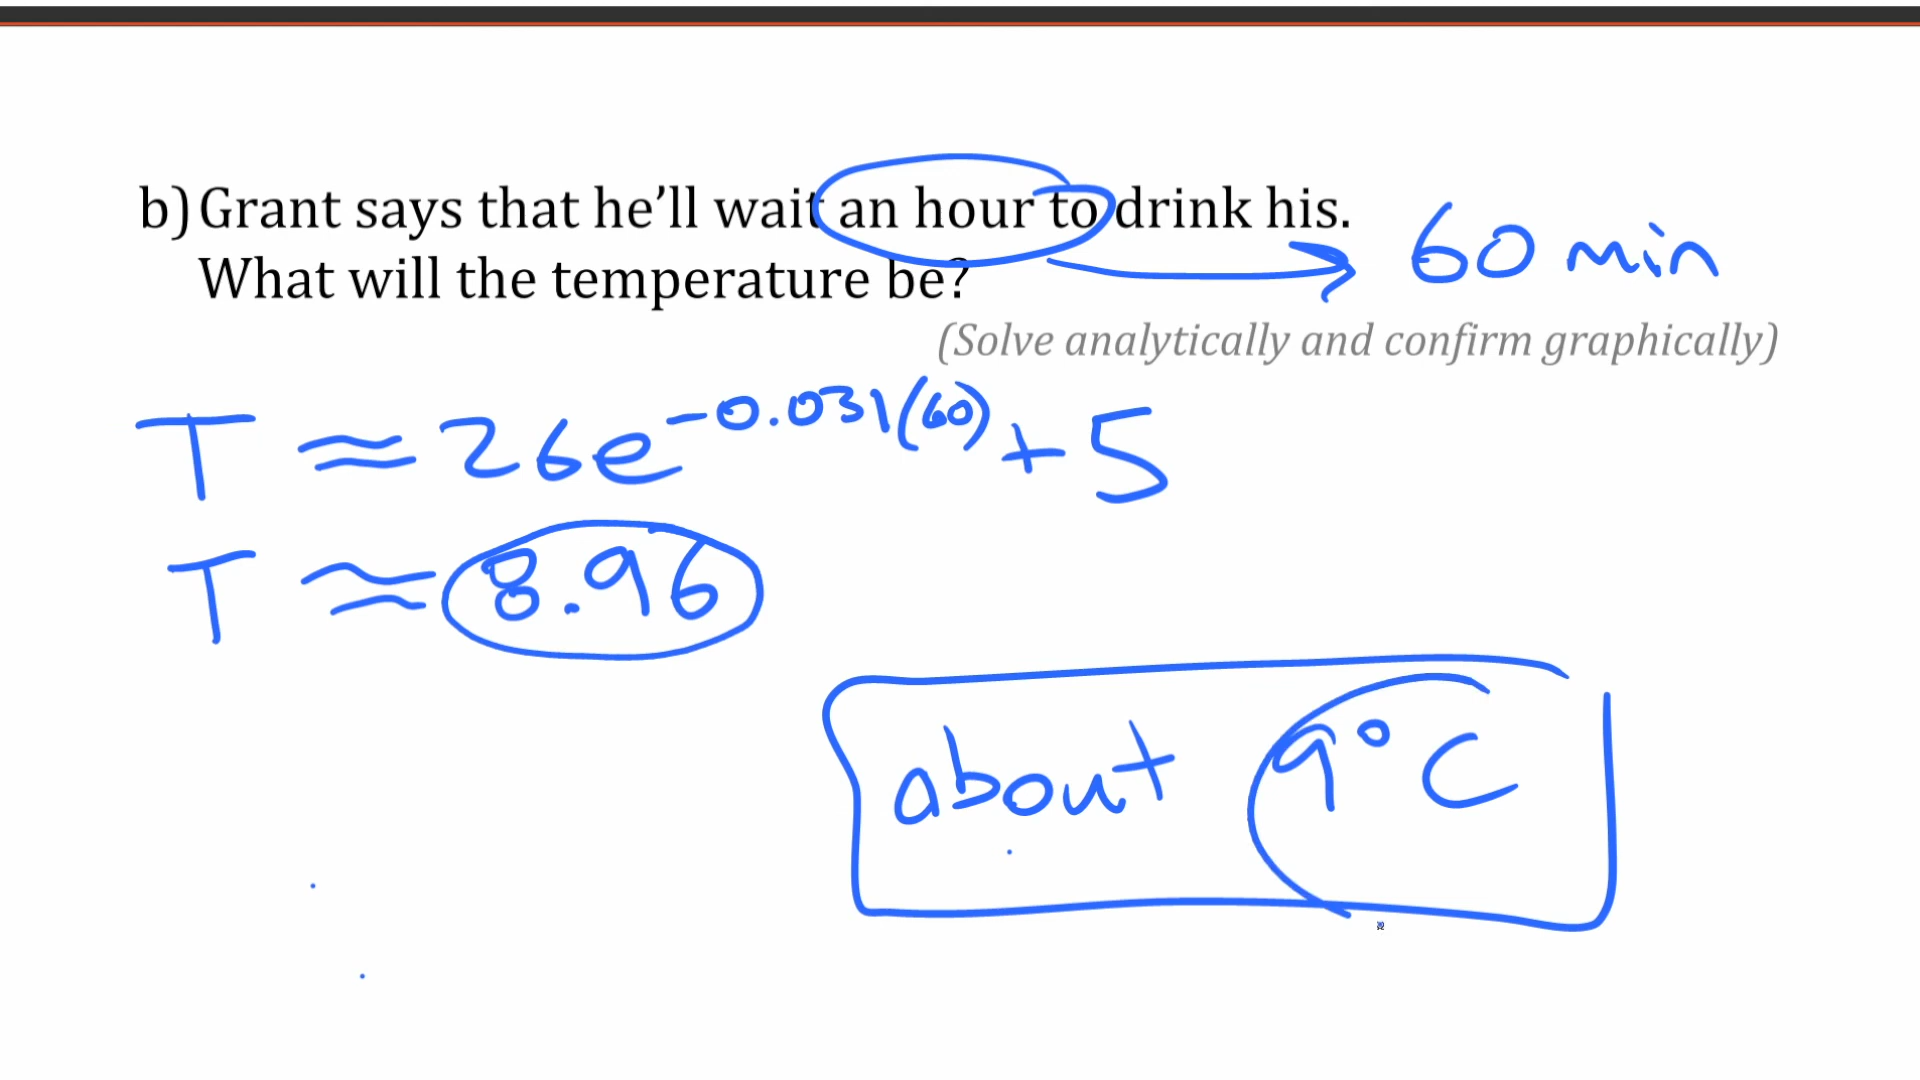 b) Grant says that he’ll wait an hour to drink his.
What will the temperature be?
60 min
(Solve analytically and confirm graphically)
T ≈ 26e^-0.031(60) + 5
T ≈ 8.96
about 9°C